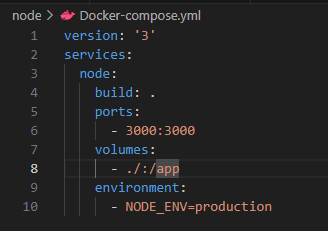 node > Docker-compose.yml
1 version: '3'
2 services:
3   node:
4     build: .
5     ports:
6       - 3000:3000
7     volumes:
8       - ./:/app
9     environment:
10       - NODE_ENV=production